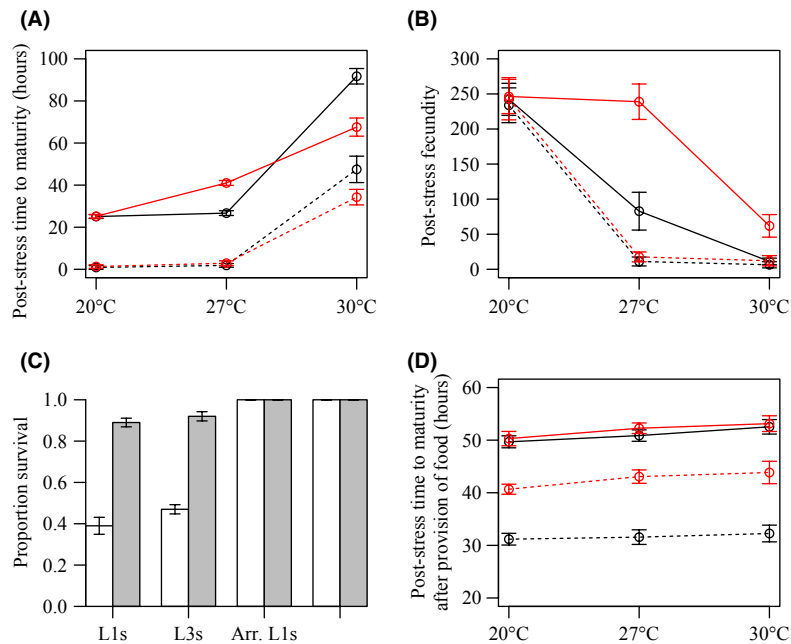 (A)
Post-stress time to maturity (hours)
100
80
60
40
20
0
20°C 27°C 30°C
(B)
Post-stress fecundity
300
250
200
150
100
50
0
20°C 27°C 30°C
(C)
Proportion survival
1.0
0.8
0.6
0.4
0.2
0.0
L1s L3s Arr. L1s
(D)
Post-stress time to maturity
after provision of food (hours)
60
50
40
30
20
20°C 27°C 30°C